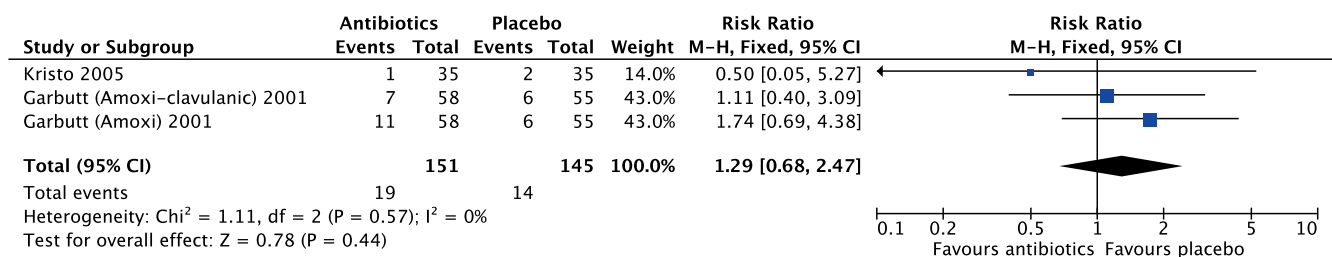 Antibiotics Placebo Risk Ratio Risk Ratio
Study or Subgroup Events Total Events Total Weight M-H, Fixed, 95% CI M-H, Fixed, 95% CI
Kristo 2005 1 35 2 35 14.0% 0.50 [0.05, 5.27]
Garbutt (Amoxi-clavulanic) 2001 7 58 6 55 43.0% 1.11 [0.40, 3.09]
Garbutt (Amoxi) 2001 11 58 6 55 43.0% 1.74 [0.69, 4.38]
Total (95% CI) 151 145 100.0% 1.29 [0.68, 2.47]
Total events 19 14
Heterogeneity: Chi² = 1.11, df = 2 (P = 0.57); I² = 0%
Test for overall effect: Z = 0.78 (P = 0.44)
0.1 0.2 0.5 1 2 5 10
Favours antibiotics Favours placebo